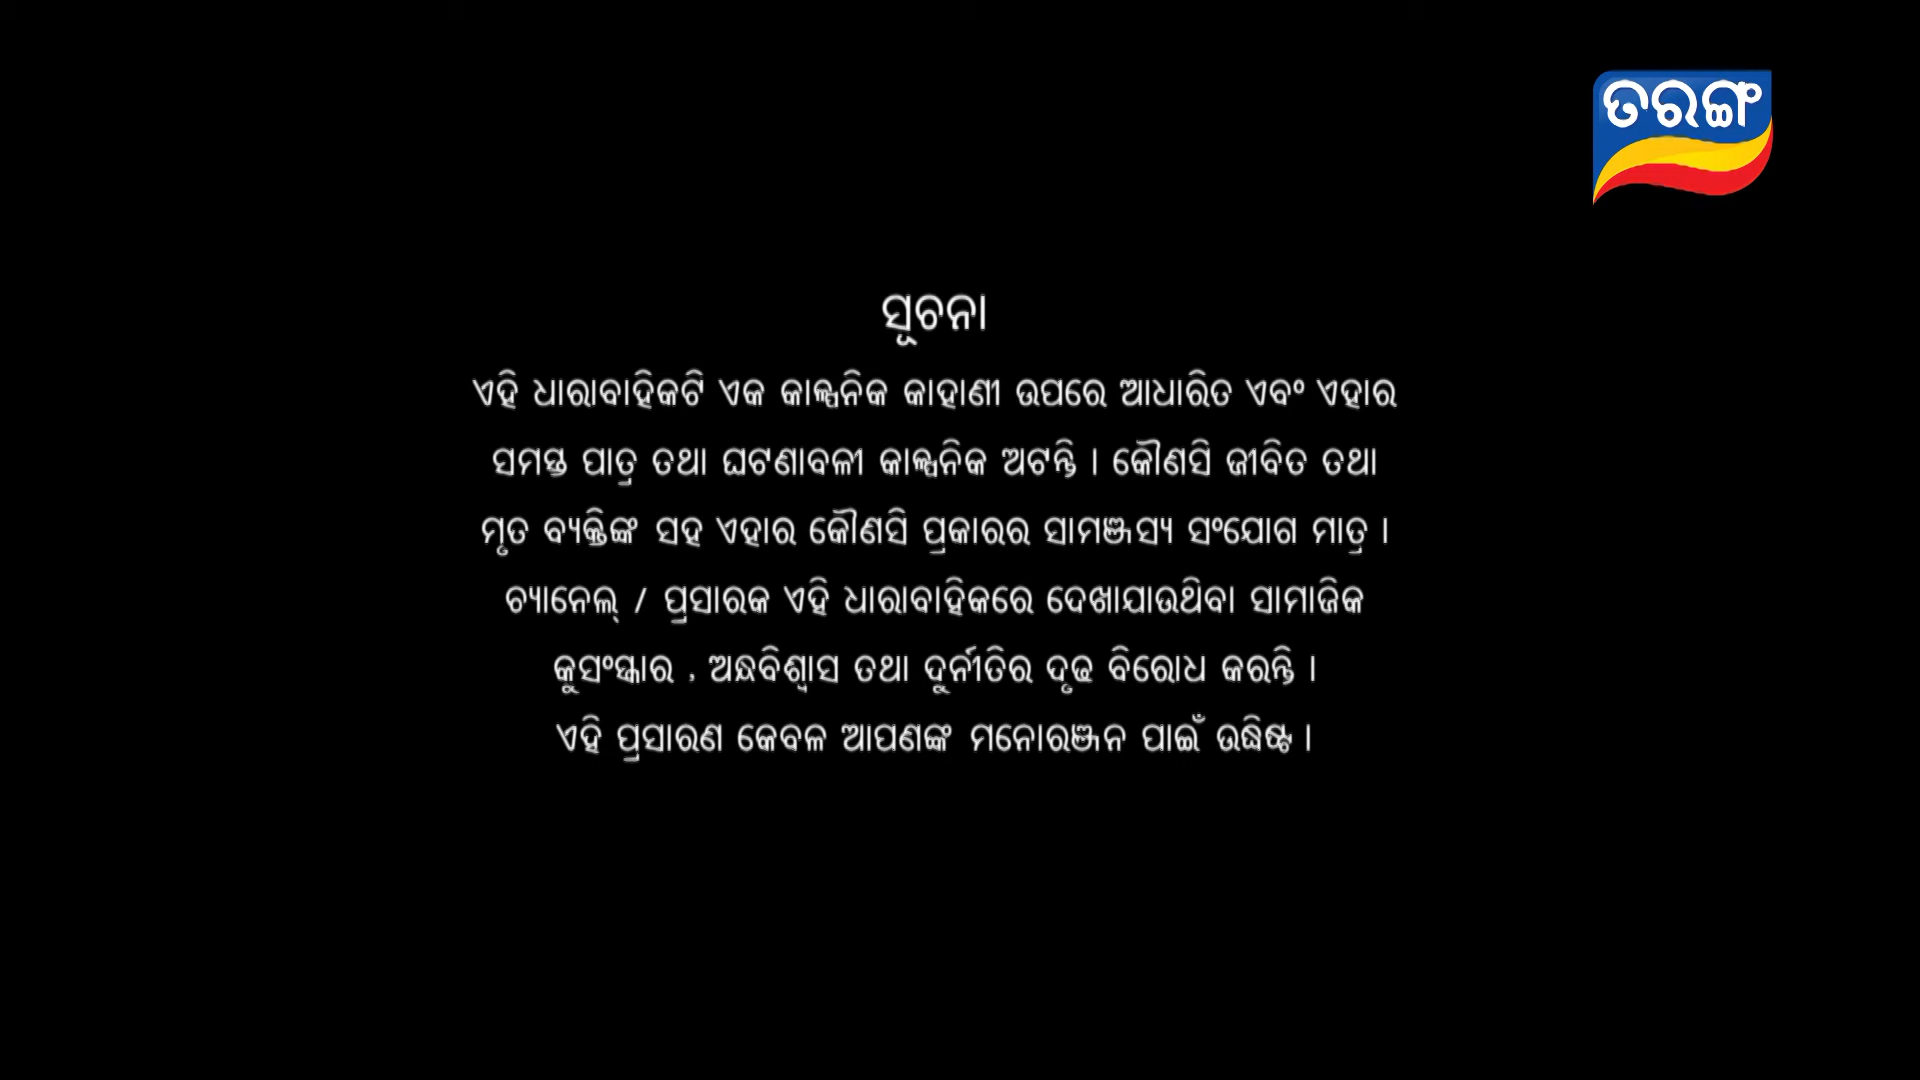 ତରଙ୍ଗ
ସୂଚନା
ଏହି ଧାରାବାହିକଟି ଏକ କାଳ୍ପନିକ କାହାଣୀ ଉପରେ ଆଧାରିତ ଏବଂ ଏହାର
ସମସ୍ତ ପାତ୍ର ତଥା ଘଟଣାବଳୀ କାଳ୍ପନିକ ଅଟନ୍ତି । କୌଣସି ଜୀବିତ ତଥା
ମୃତ ବ୍ୟକ୍ତିଙ୍କ ସହ ଏହାର କୌଣସି ପ୍ରକାରର ସାମଞ୍ଜସ୍ୟ ସଂଯୋଗ ମାତ୍ର ।
ଚ୍ୟାନେଲ୍ / ପ୍ରସାରକ ଏହି ଧାରାବାହିକରେ ଦେଖାଯାଉଥିବା ସାମାଜିକ
କୁସଂସ୍କାର , ଅନ୍ଧବିଶ୍ୱାସ ତଥା ଦୁର୍ନୀତିର ଦୃଢ ବିରୋଧ କରନ୍ତି ।
ଏହି ପ୍ରସାରଣ କେବଳ ଆପଣଙ୍କ ମନୋରଞ୍ଜନ ପାଇଁ ଉଦ୍ଧିଷ୍ଟ ।